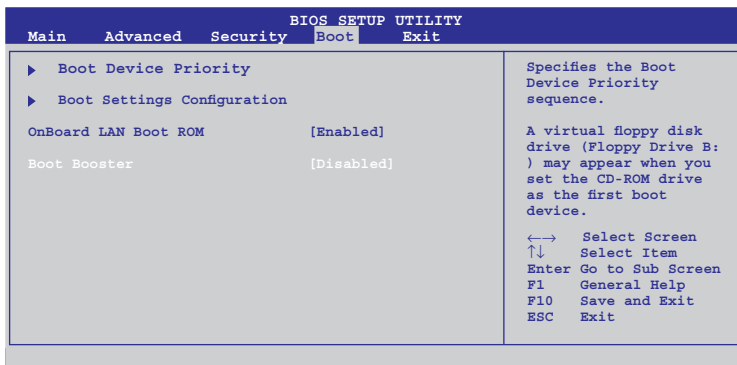 BIOS SETUP UTILITY
Main Advanced Security Boot Exit
Boot Device Priority
Boot Settings Configuration
OnBoard LAN Boot ROM [Enabled]
Boot Booster [Disabled]
Specifies the Boot
Device Priority
sequence.
A virtual floppy disk
drive (Floppy Drive B:
) may appear when you
set the CD-ROM drive
as the first boot
device.
←→ Select Screen
↑↓ Select Item
Enter Go to Sub Screen
F1 General Help
F10 Save and Exit
ESC Exit